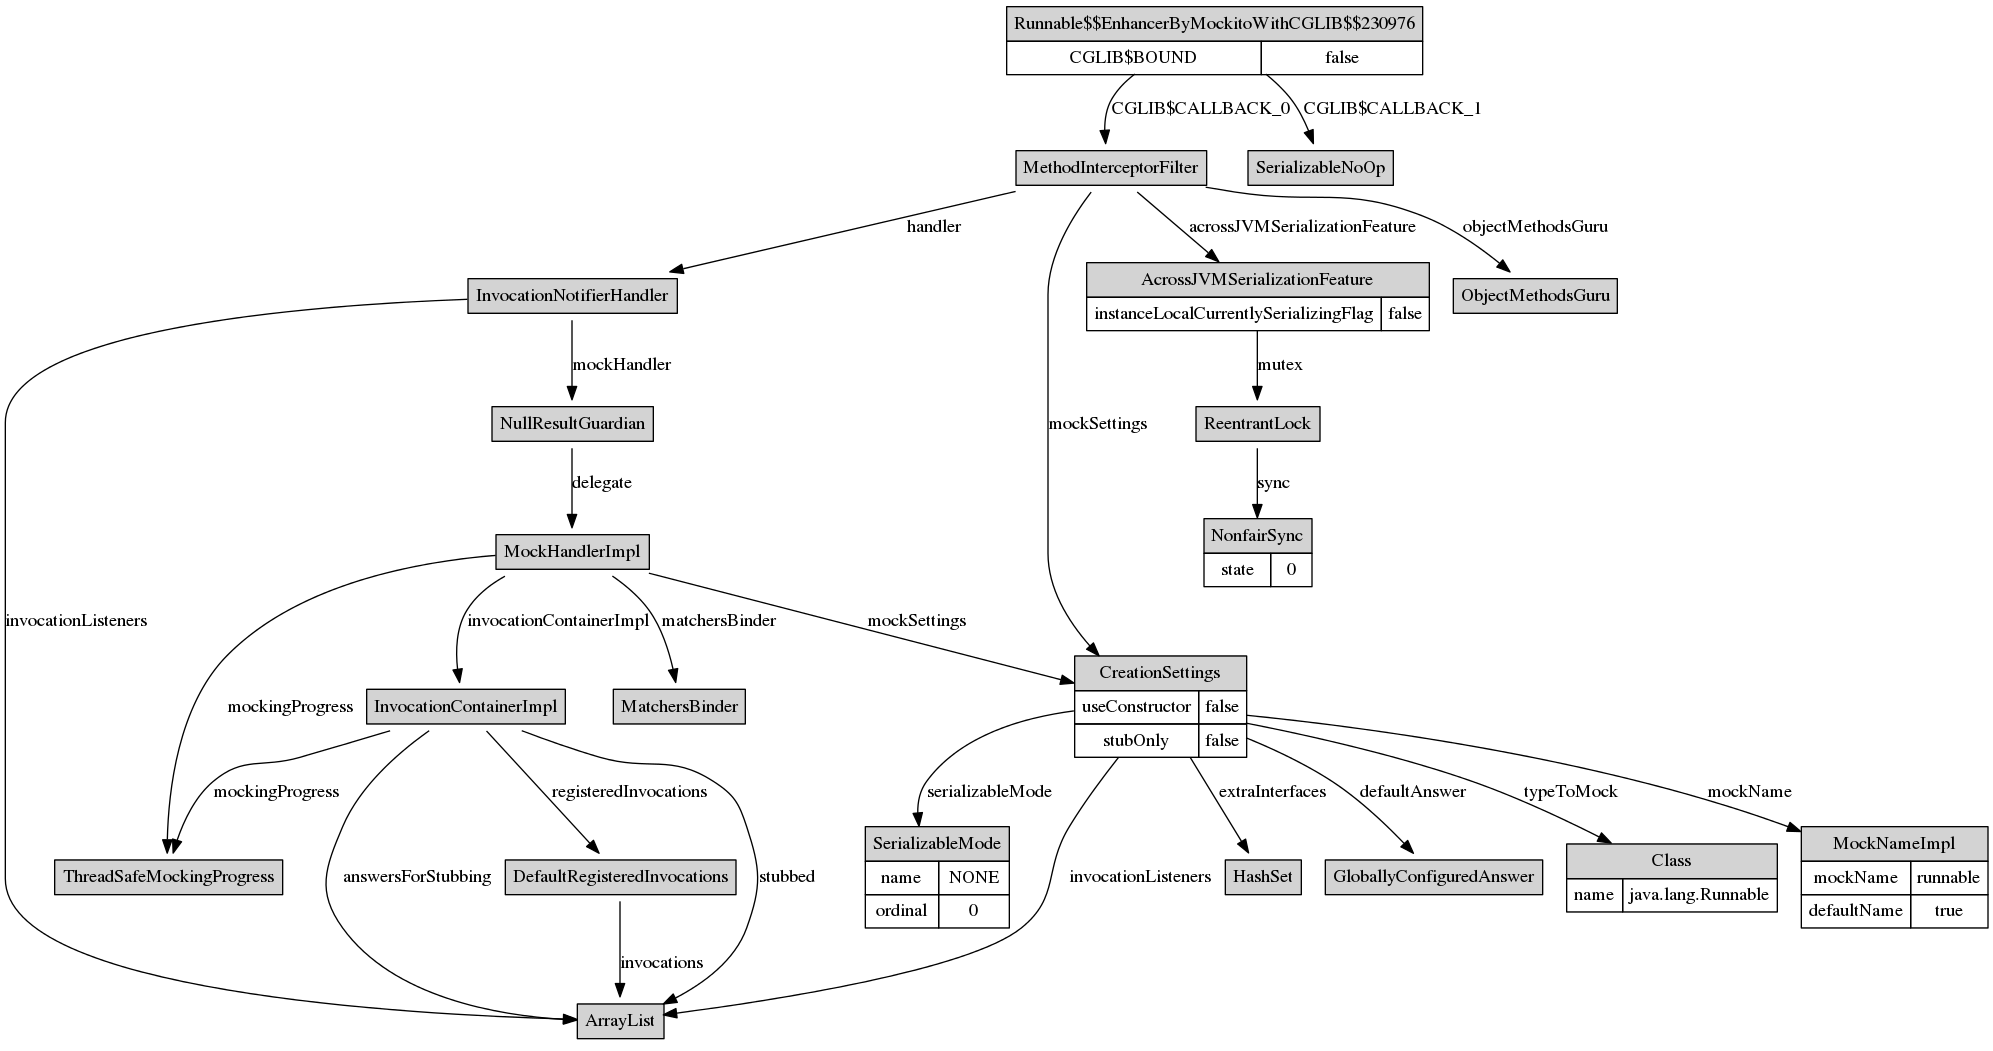 Runnable$$EnhancerByMockitoWithCGLIB$$230976
CGLIB$BOUND false
CGLIB$CALLBACK_0 CGLIB$CALLBACK_1
MethodInterceptorFilter SerializableNoOp
handler acrossJVMSerializationFeature objectMethodsGuru
AcrossJVMSerializationFeature
InvocationNotifierHandler ObjectMethodsGuru
instanceLocalCurrentlySerializingFlag false
mockHandler mutex
NullResultGuardian mockSettings ReentrantLock
delegate sync
NonfairSync
MockHandlerImpl
state 0
invocationListeners invocationContainerImpl matchersBinder mockSettings
CreationSettings
mockingProgress InvocationContainerImpl MatchersBinder useConstructor false
stubOnly false
mockingProgress registeredInvocations serializableMode extraInterfaces defaultAnswer typeToMock mockName
SerializableMode MockNameImpl
Class
ThreadSafeMockingProgress answersForStubbing DefaultRegisteredInvocations stubbed name NONE invocationListeners HashSet GloballyConfiguredAnswer mockName runnable
name java.lang.Runnable
ordinal 0 defaultName true
invocations
ArrayList